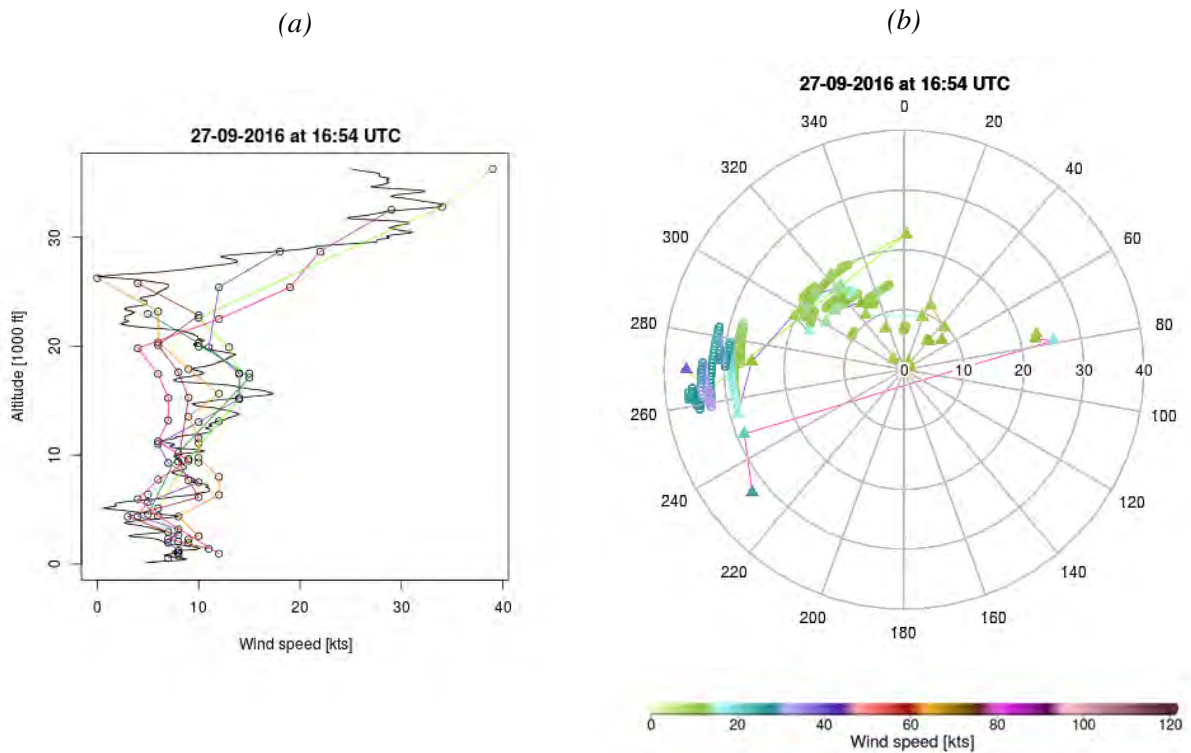 (a)
27-09-2016 at 16:54 UTC
30
20
10
0
Altitude [1000 ft]
0 10 20 30 40
Wind speed [kts]
(b)
27-09-2016 at 16:54 UTC
0
340 20
320 40
300 60
280 80
0 10 20 30 40
260 100
240 120
220 140
200 160
180
0 20 40 60 80 100 120
Wind speed [kts]